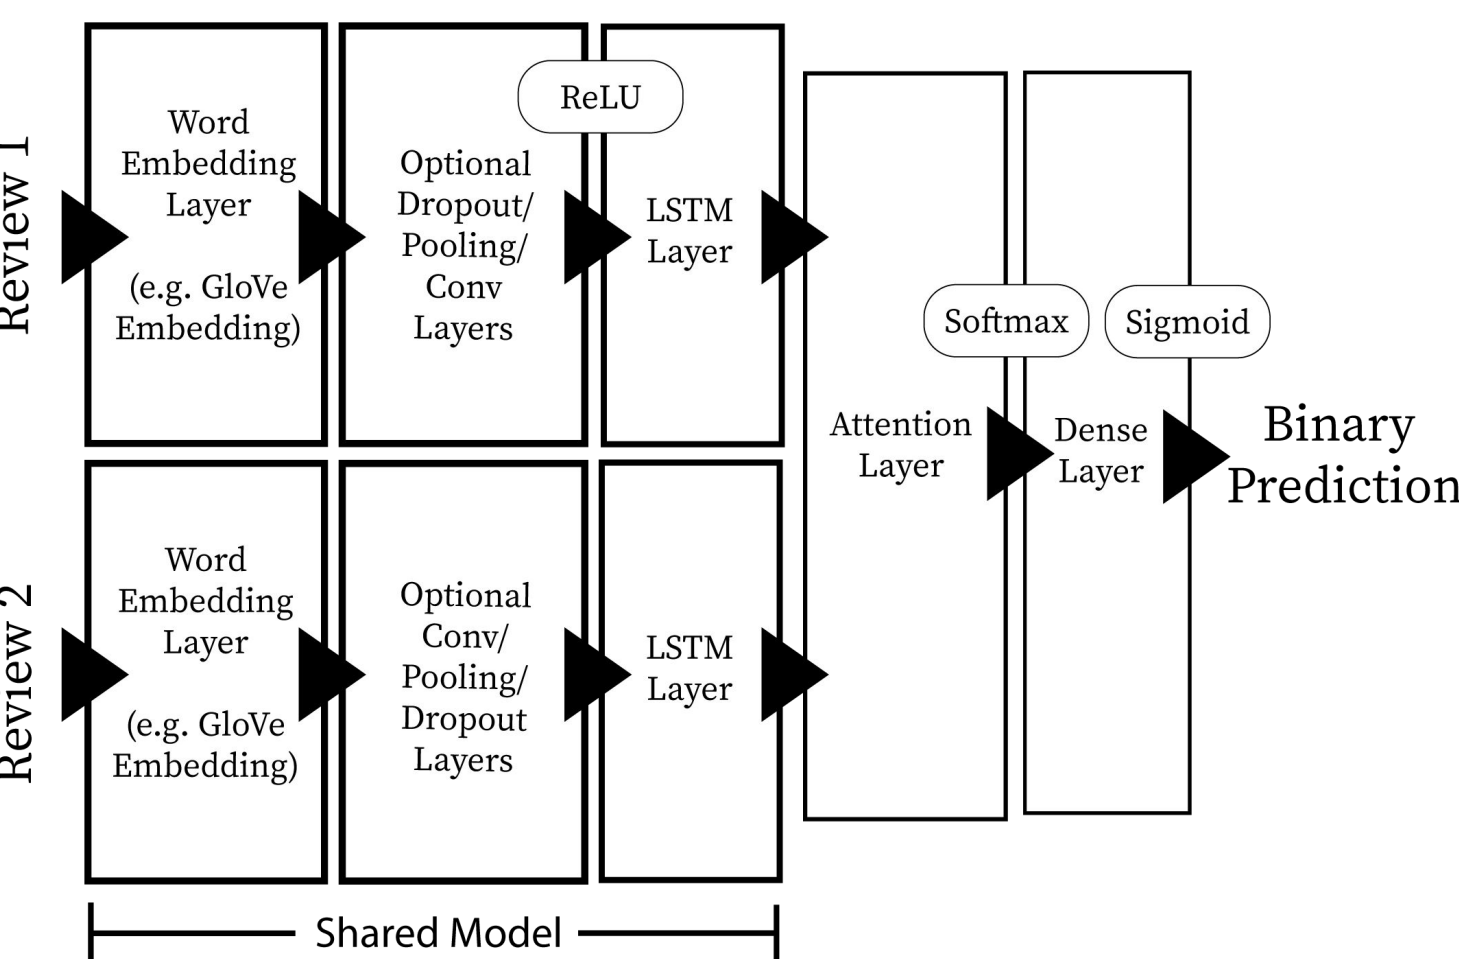 Review 1
Word
Embedding
Layer
(e.g. GloVe
Embedding)
Optional
Dropout/
Pooling/
Conv
Layers
ReLU
LSTM
Layer
Review 2
Word
Embedding
Layer
(e.g. GloVe
Embedding)
Optional
Conv/
Pooling/
Dropout
Layers
LSTM
Layer
Attention
Layer
Softmax
Dense
Layer
Sigmoid
Binary
Prediction
Shared Model